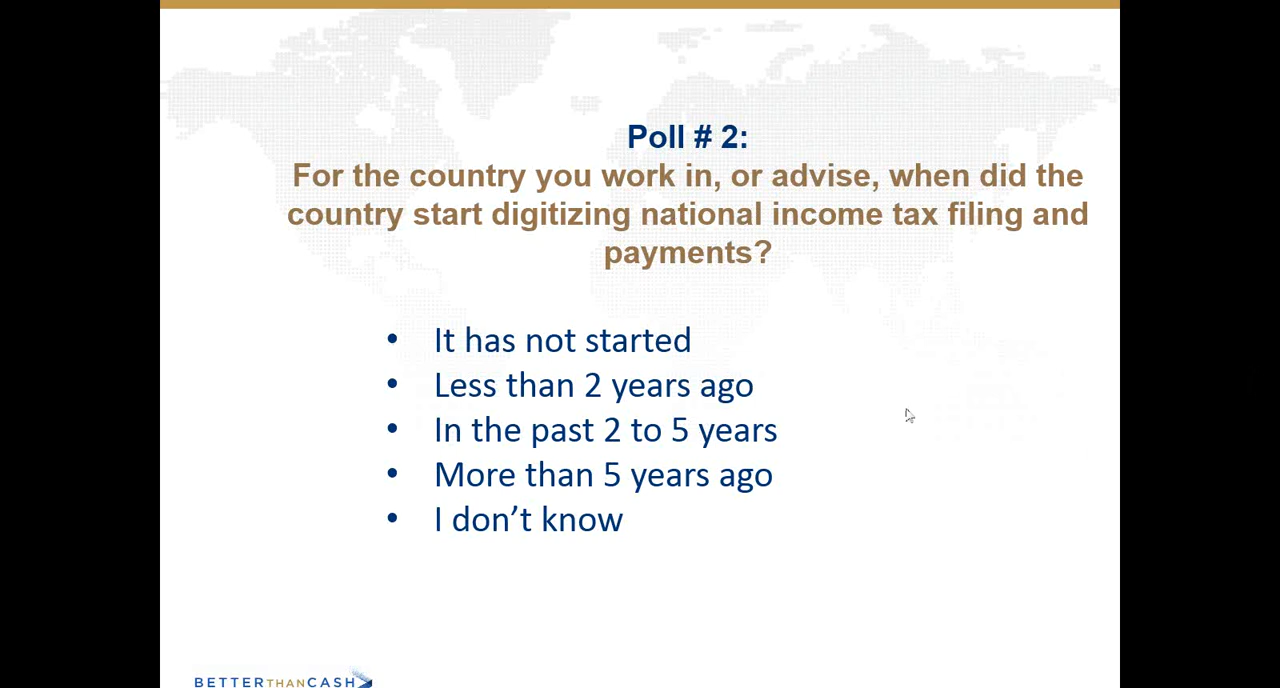 Poll # 2:
For the country you work in, or advise, when did the
country start digitizing national income tax filing and
payments?
• It has not started
• Less than 2 years ago
• In the past 2 to 5 years
• More than 5 years ago
• I don’t know
BETTERTHANCASH